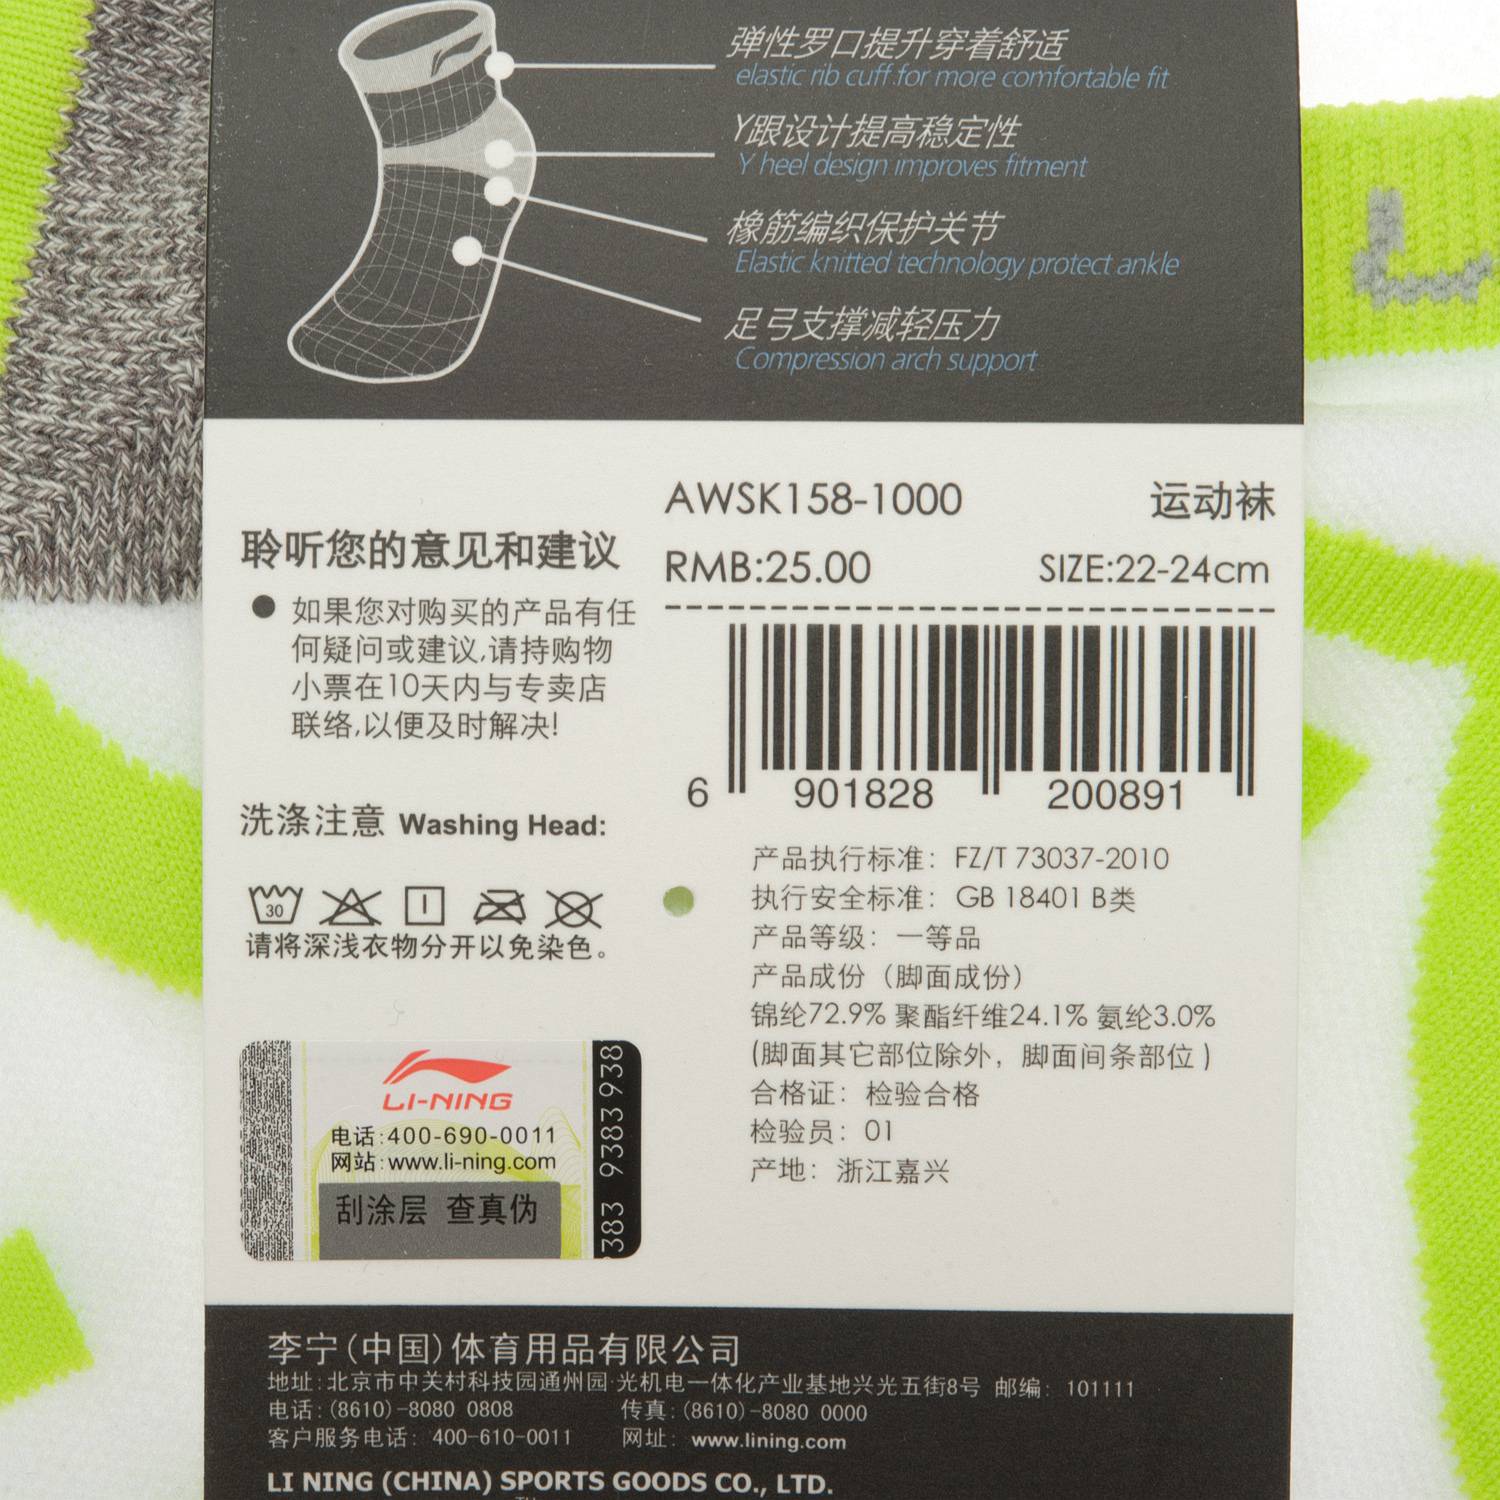 弹性罗口提升穿着舒适
elastic rib cuff for more comfortable fit
Y跟设计提高稳定性
Y heel design improves fitment
橡筋编织保护关节
Elastic knitted technology protect ankle
足弓支撑减轻压力
Compression arch support
聆听您的意见和建议
●如果您对购买的产品有任
何疑问或建议,请持购物
小票在10天内与专卖店
联络,以便及时解决!
洗涤注意 Washing Head:
30
请将深浅衣物分开以免染色。
LI-NING
电话:400-690-0011
网站:www.li-ning.com
刮涂层 查真伪
9383 9383 938
AWSK158-1000 运动袜
RMB:25.00 SIZE:22-24cm
6 901828 200891
产品执行标准：FZ/T 73037-2010
执行安全标准：GB 18401 B类
产品等级：一等品
产品成份（脚面成份）
锦纶72.9% 聚酯纤维24.1% 氨纶3.0%
(脚面其它部位除外，脚面间条部位)
合格证：检验合格
检验员：01
产地：浙江嘉兴
李宁(中国)体育用品有限公司
地址:北京市中关村科技园通州园·光机电一体化产业基地兴光五街8号 邮编：101111
电话:(8610)-8080 0808 传真:(8610)-8080 0000
客户服务电话：400-610-0011 网址：www.lining.com
LI NING (CHINA) SPORTS GOODS CO., LTD.